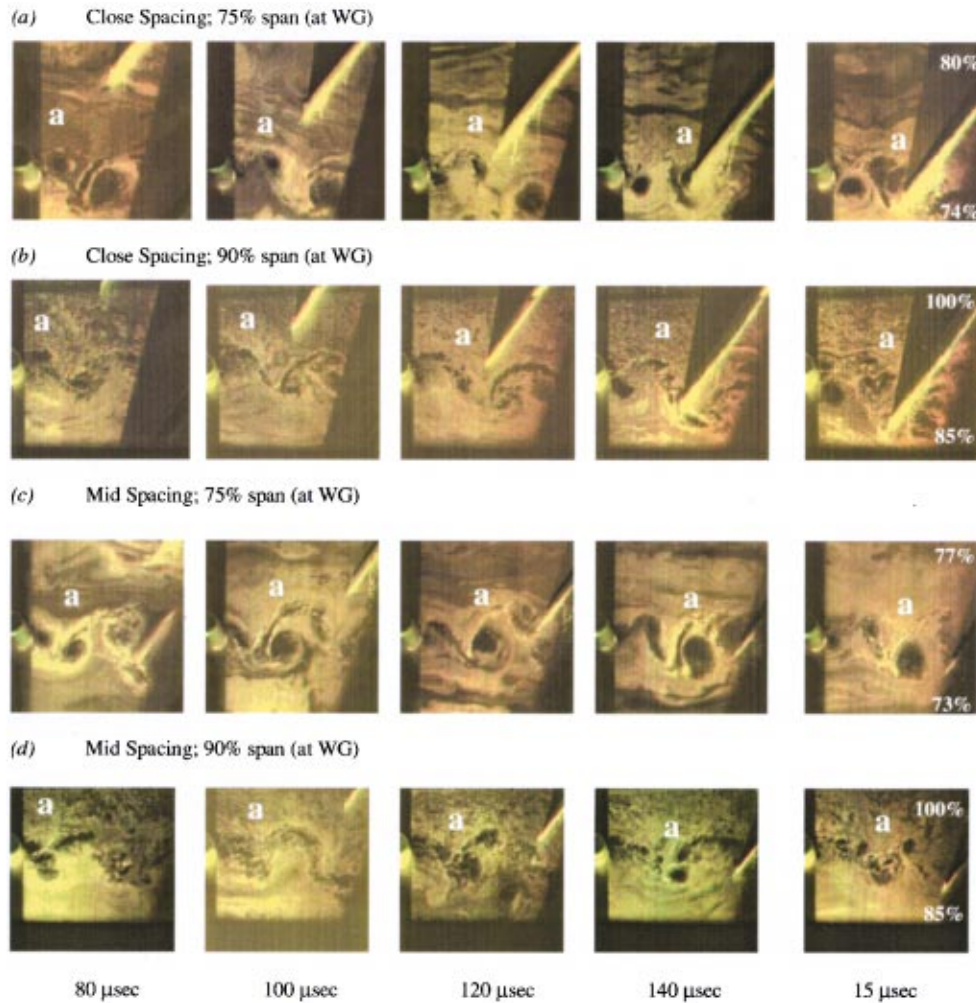 (a) Close Spacing; 75% span (at WG)
a a a a a 80%
74%
(b) Close Spacing; 90% span (at WG)
a a a a a 100%
85%
(c) Mid Spacing; 75% span (at WG)
a a a a a 77%
73%
(d) Mid Spacing; 90% span (at WG)
a a a a a 100%
85%
80 μsec 100 μsec 120 μsec 140 μsec 15 μsec